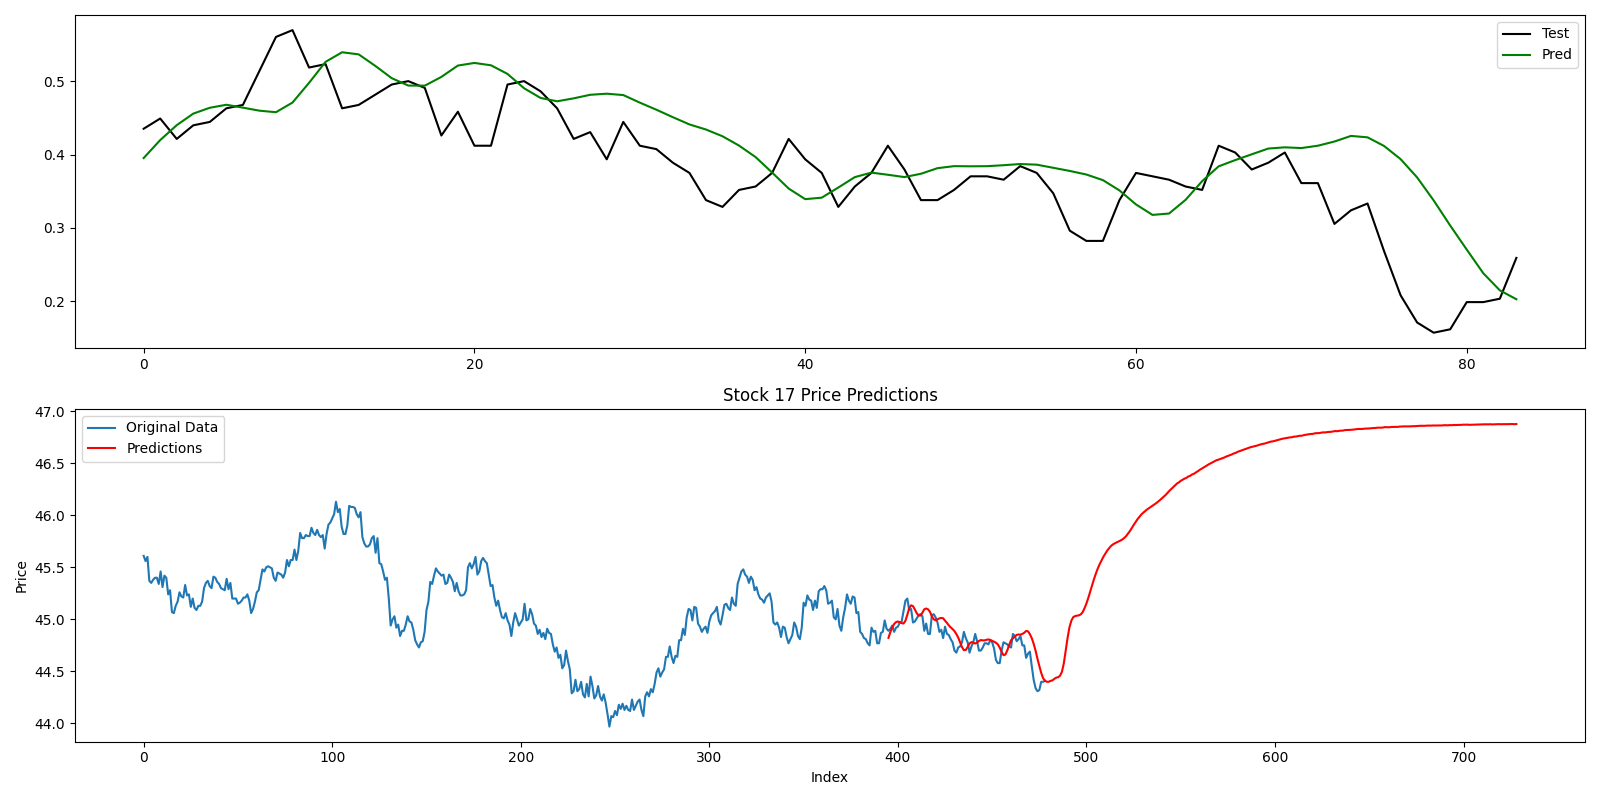 Test
Pred
0.5
0.4
0.3
0.2
0 20 40 60 80
Stock 17 Price Predictions
Original Data
Predictions
47.0
46.5
46.0
45.5
45.0
44.5
44.0
Price
0 100 200 300 400 500 600 700
Index